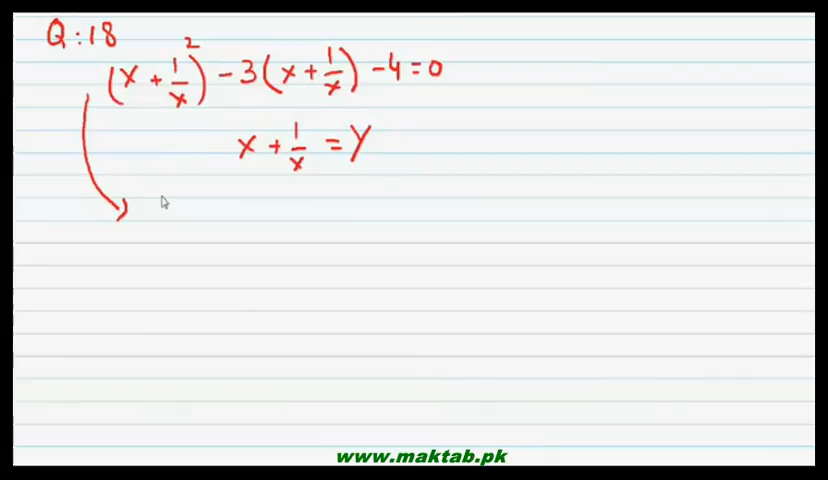 Q:18
(x + 1/x)² - 3(x + 1/x) - 4 = 0
x + 1/x = y
www.maktab.pk